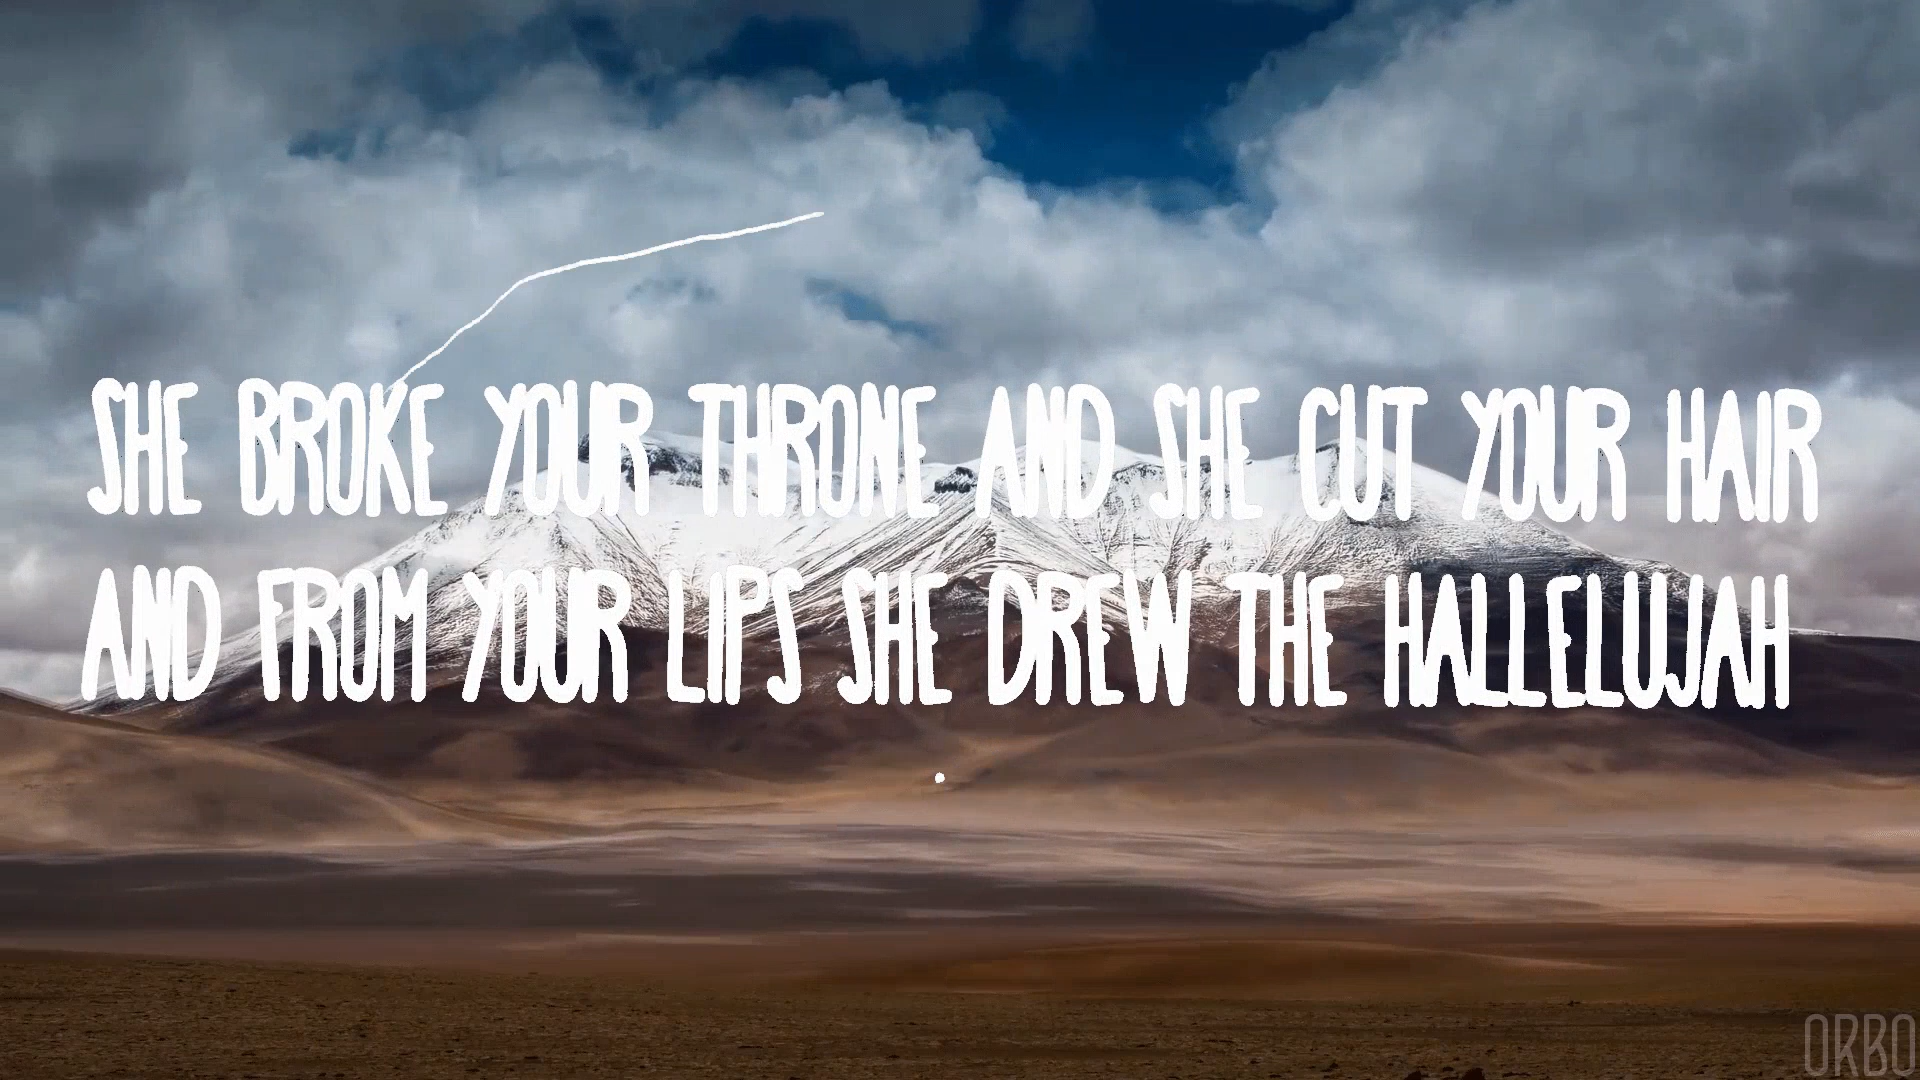 SHE BROKE YOUR THRONE AND SHE CUT YOUR HAIR
AND FROM YOUR LIPS SHE DREW THE HALLELUJAH
.
ORBO